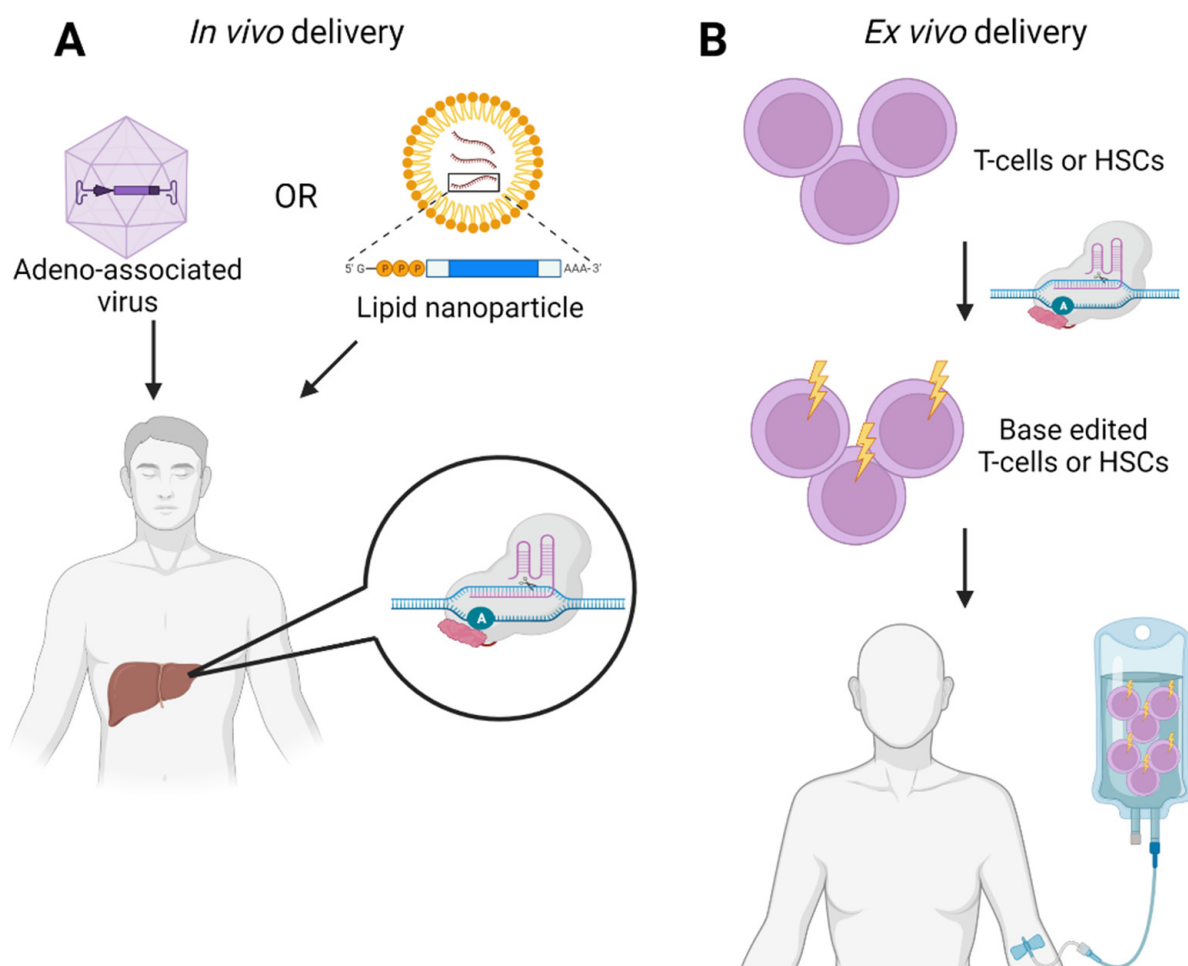 A
In vivo delivery
OR
Adeno-associated
virus
5' G
P P P
AAA-3'
Lipid nanoparticle
A
B
Ex vivo delivery
T-cells or HSCs
A
Base edited
T-cells or HSCs